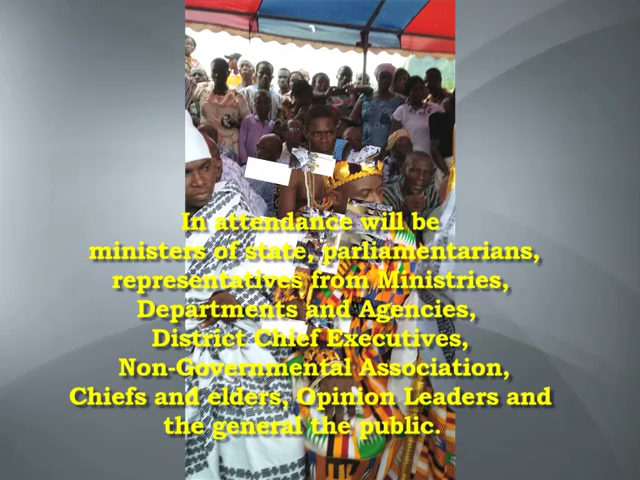 In attendance will be
ministers of state, parliamentarians,
representatives from Ministries,
Departments and Agencies,
District Chief Executives,
Non-Governmental Association,
Chiefs and elders, Opinion Leaders and
the general the public.